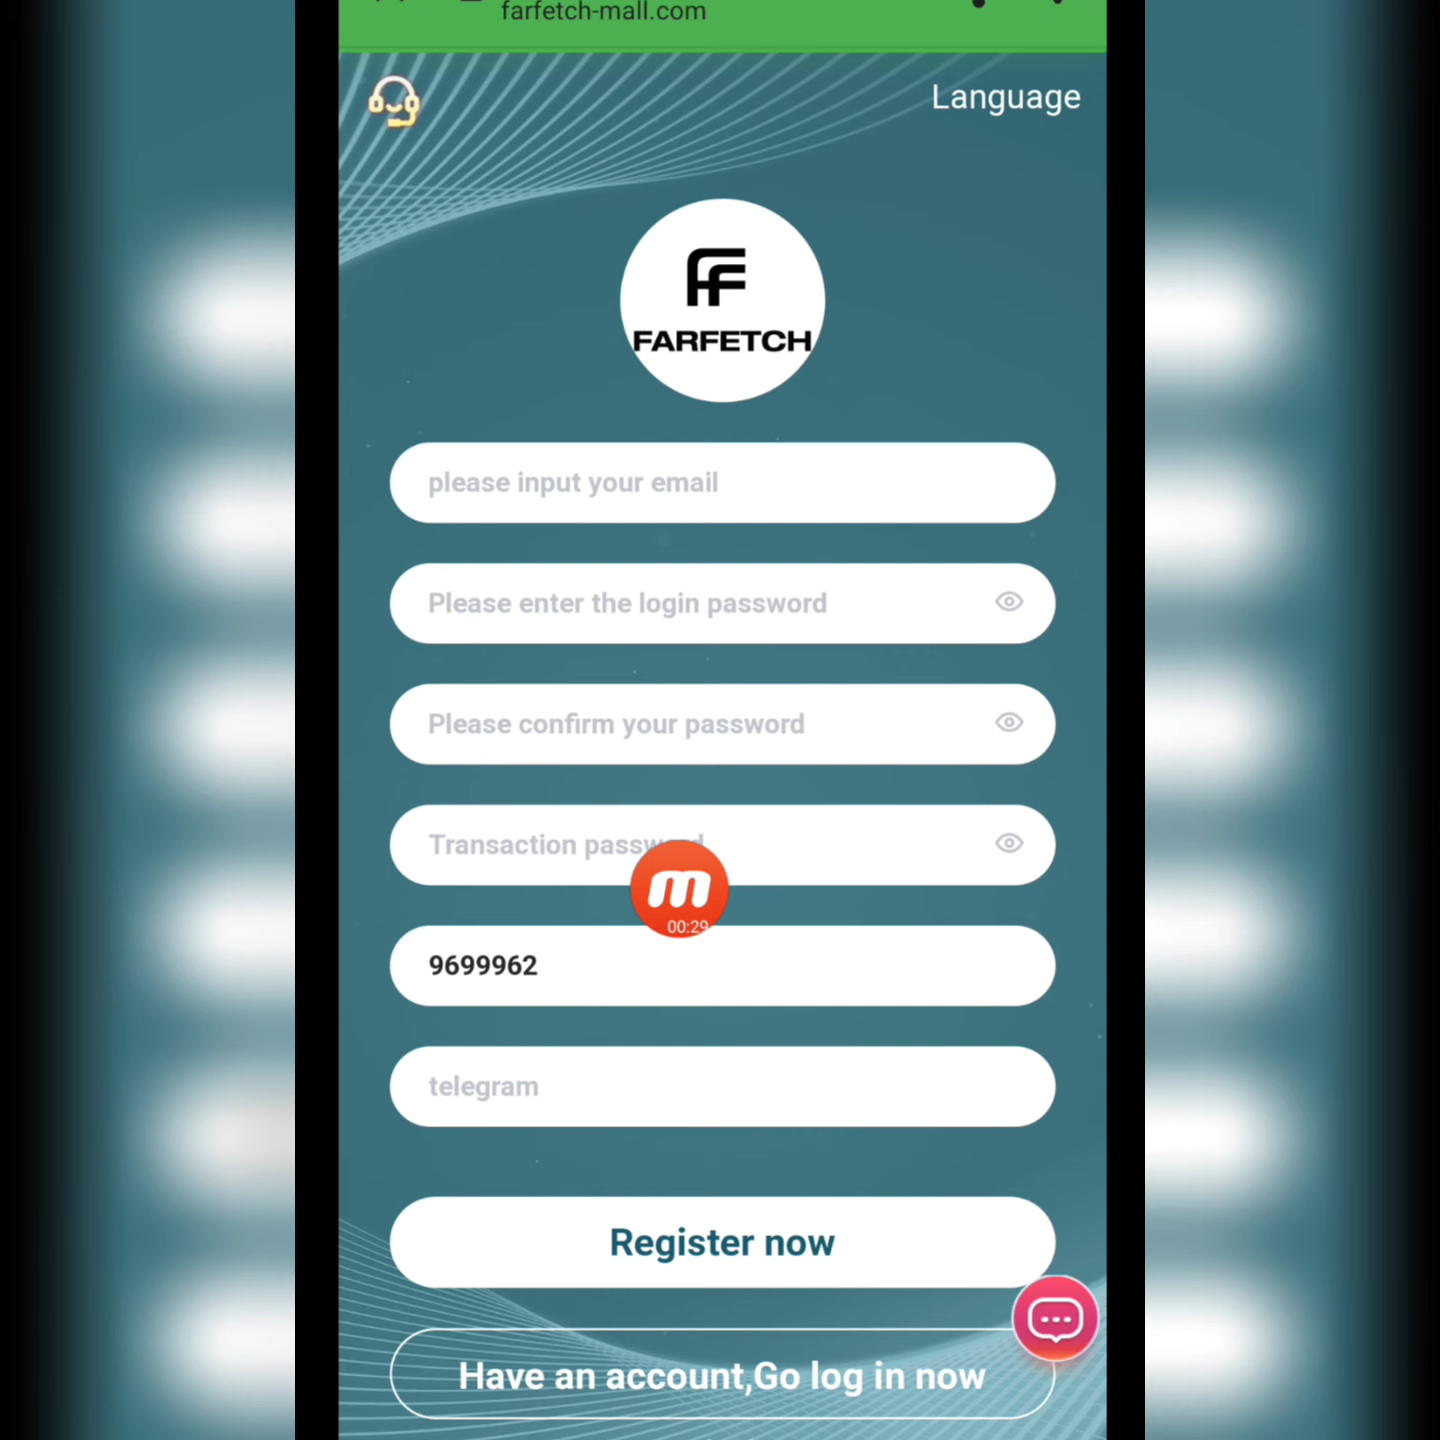 farfetch-mall.com
Language
FARFETCH
please input your email
Please enter the login password
Please confirm your password
Transaction password
00:29
9699962
telegram
Register now
Have an account,Go log in now